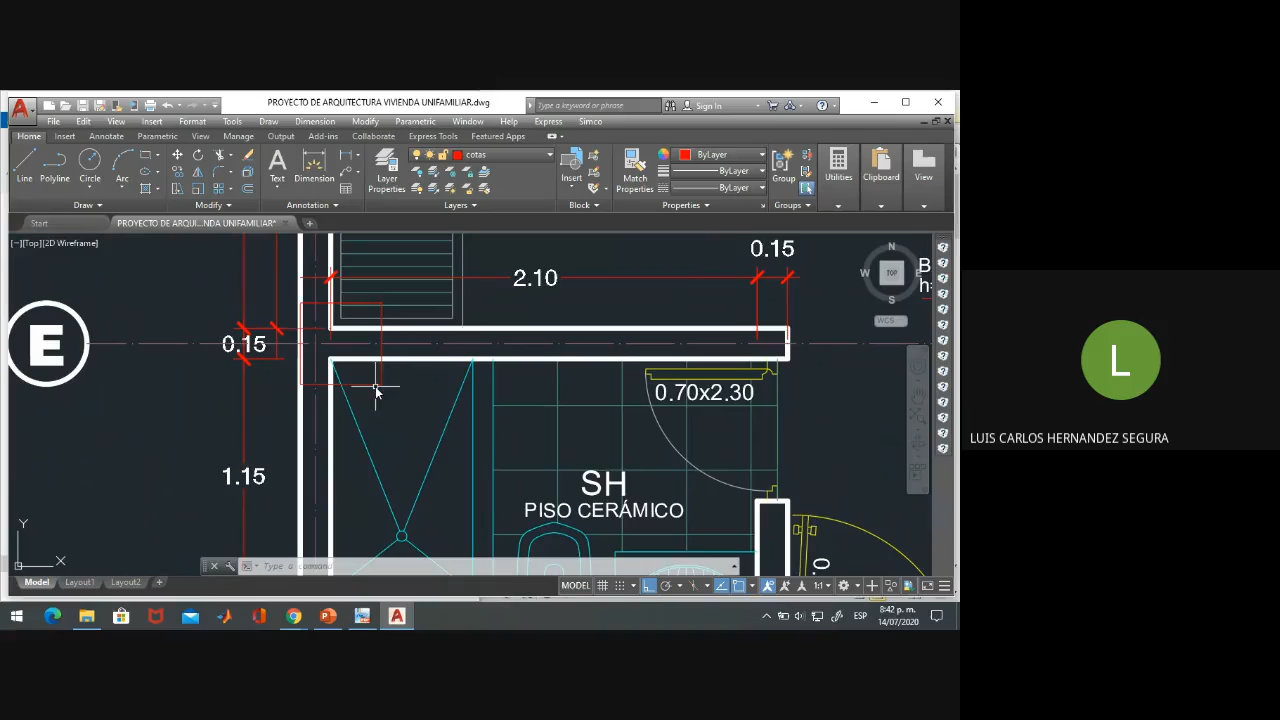 PROYECTO DE ARQUITECTURA VIVIENDA UNIFAMILIAR.dwg
Type a keyword or phrase
Sign In
File Edit View Insert Format Tools Draw Dimension Modify Parametric Window Help Express Simco
Home Insert Annotate Parametric View Manage Output Add-ins Collaborate Express Tools Featured Apps
cotas
ByLayer
ByLayer
ByLayer
Line Polyline Circle Arc
Text Dimension
Layer Properties
Insert
Match Properties
Group
Utilities
Clipboard
View
Draw Modify Annotation Layers Block Properties Groups
Start
PROYECTO DE ARQUI...NDA UNIFAMILIAR*
[−][Top][2D Wireframe]
0.15
2.10
N
W
TOP
E
S
WCS
B
h=
E
0.15
0.70x2.30
1.15
SH
PISO CERÁMICO
Y
X
Type a command
Model Layout1 Layout2 +
MODEL
1:1
ESP
8:42 p. m.
14/07/2020
L
LUIS CARLOS HERNANDEZ SEGURA